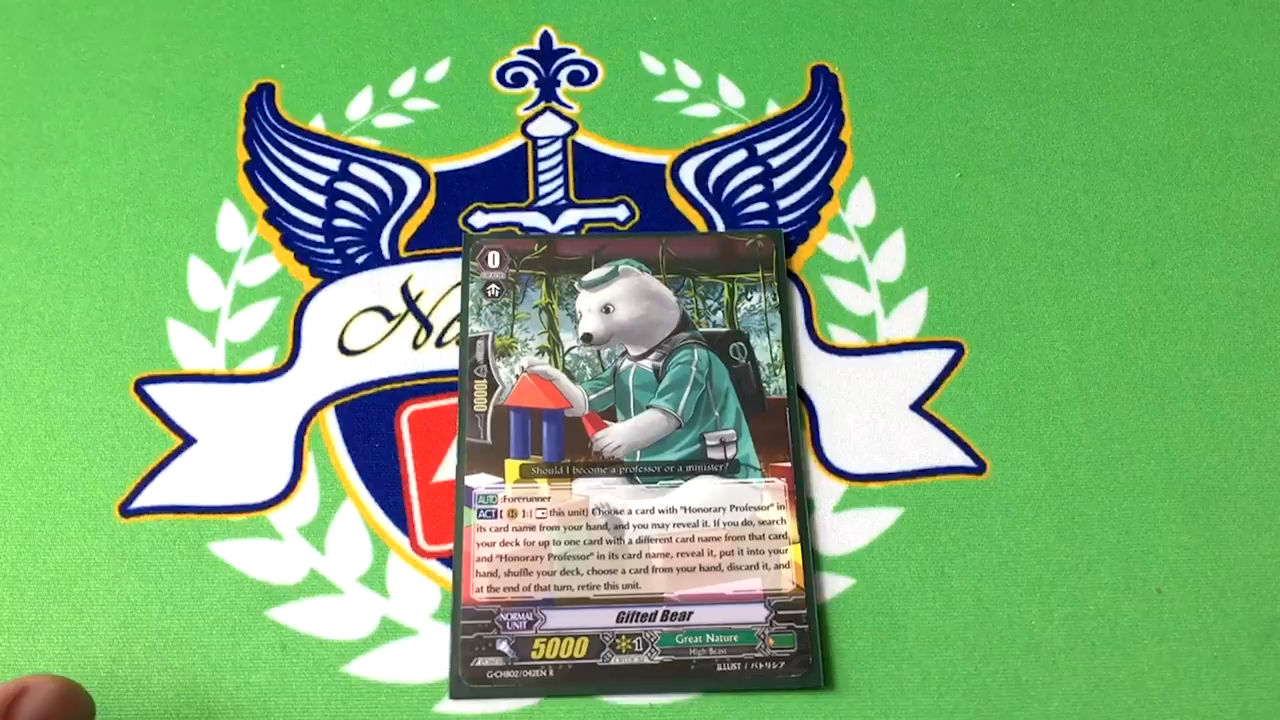 0
10000
Should I become a professor or a minister?
AUTO :Forerunner
ACT [ ]:[ this unit] Choose a card with "Honorary Professor" in
its card name from your hand, and you may reveal it. If you do, search
your deck for up to one card with a different card name from that card,
and "Honorary Professor" in its card name, reveal it, put it into your
hand, shuffle your deck, choose a card from your hand, discard it, and
at the end of that turn, retire this unit.
NORMAL UNIT
Gifted Bear
5000
1
Great Nature
High Beast
G-CHB02/042EN R
ILLUST / パトリシア